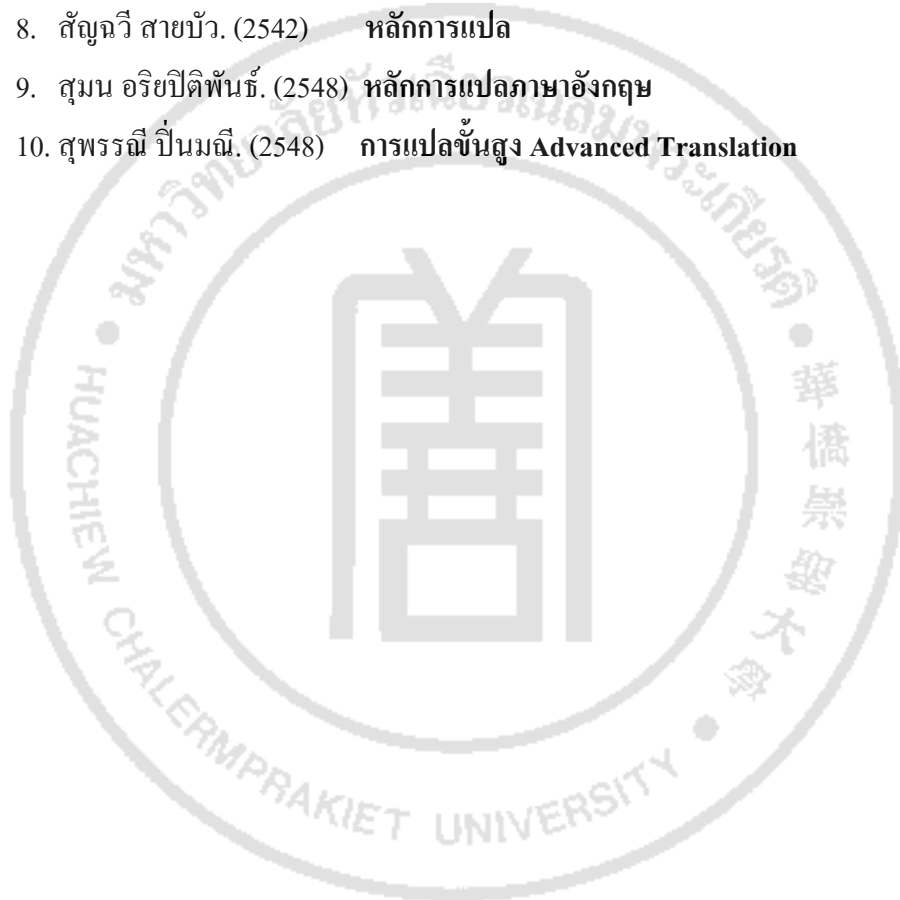 8. สัญฉวี สายบัว. (2542) หลักการแปล
9. สุมน อริยปิติพันธ์. (2548) หลักการแปลภาษาอังกฤษ
10. สุพรรณี ปิ่นมณี. (2548) การแปลขั้นสูง Advanced Translation
มหาวิทยาลัยหัวเฉียวเฉลิมพระเกียรติ
華僑崇聖大學
HUACHIEW CHALERMPRAKIET UNIVERSITY